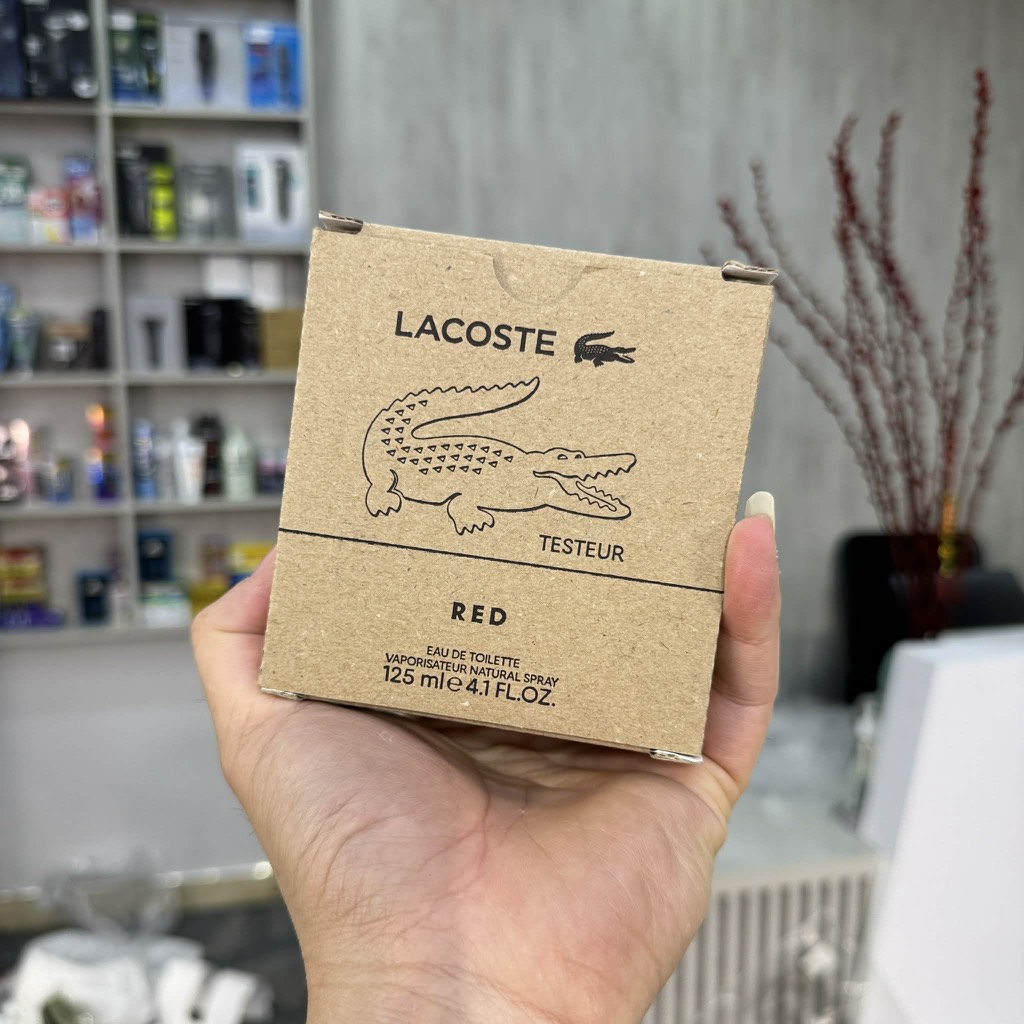 LACOSTE
TESTEUR
RED
EAU DE TOILETTE
VAPORISATEUR NATURAL SPRAY
125 ml℮4.1 FL.OZ.